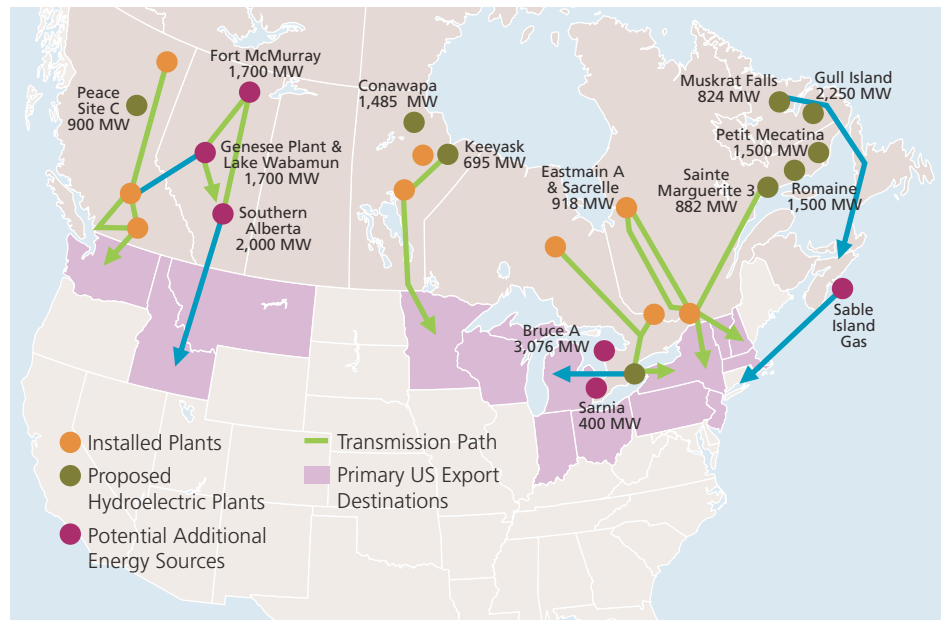 Fort McMurray
1,700 MW
Peace
Site C
900 MW
Genesee Plant &
Lake Wabamun
1,700 MW
Southern
Alberta
2,000 MW
Conawapa
1,485 MW
Keeyask
695 MW
Eastmain A
& Sacrelle
918 MW
Muskrat Falls
824 MW
Gull Island
2,250 MW
Petit Mecatina
1,500 MW
Sainte
Marguerite 3
882 MW
Romaine
1,500 MW
Sable
Island
Gas
Bruce A
3,076 MW
Sarnia
400 MW
Installed Plants
Proposed
Hydroelectric Plants
Potential Additional
Energy Sources
Transmission Path
Primary US Export
Destinations